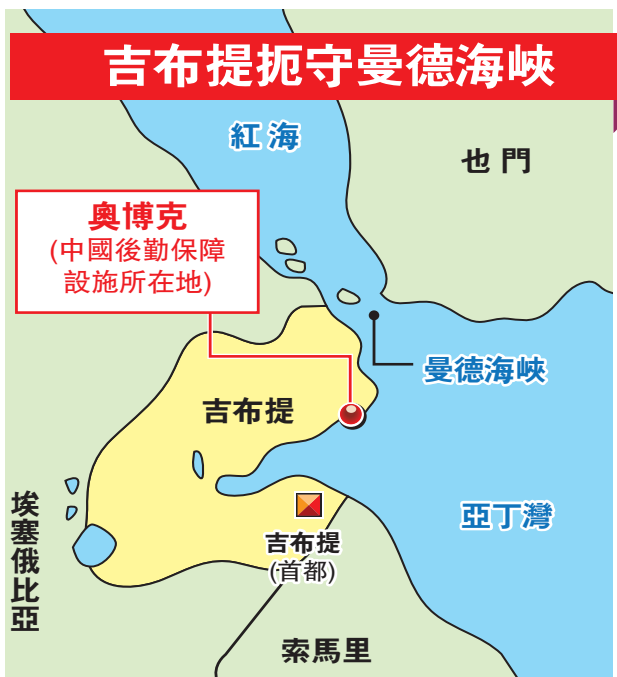 吉布提扼守曼德海峽
紅海
也門
奧博克
(中國後勤保障
設施所在地)
曼德海峽
吉布提
亞丁灣
埃塞俄比亞
吉布提
(首都)
索馬里